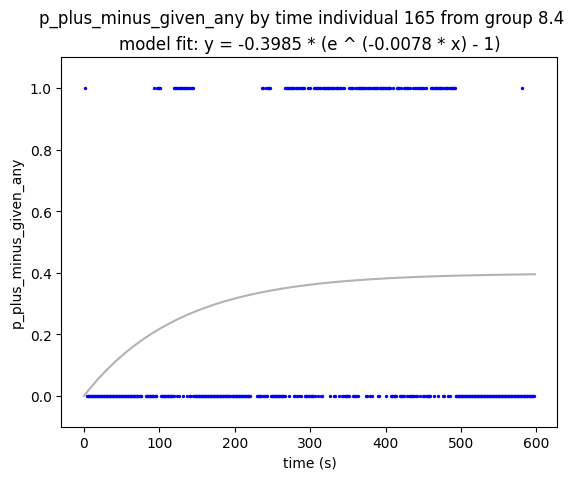 p_plus_minus_given_any by time individual 165 from group 8.4
model fit: y = -0.3985 * (e ^ (-0.0078 * x) - 1)
p_plus_minus_given_any
1.0
0.8
0.6
0.4
0.2
0.0
0 100 200 300 400 500 600
time (s)